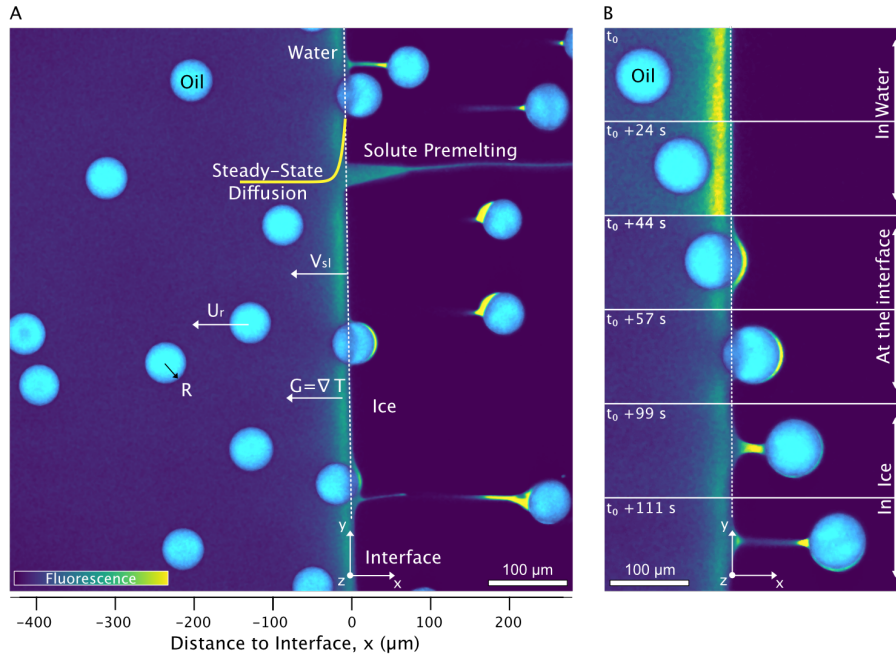 A
Water
Oil
Steady-State
Diffusion
Solute Premelting
Vsl
Ur
R
G=∇T
Ice
y
z
x
Interface
Fluorescence
100 µm
-400
-300
-200
-100
0
100
200
Distance to Interface, x (µm)
B
t₀
Oil
In Water
t₀ +24 s
t₀ +44 s
At the interface
t₀ +57 s
t₀ +99 s
In Ice
t₀ +111 s
y
z
x
100 µm